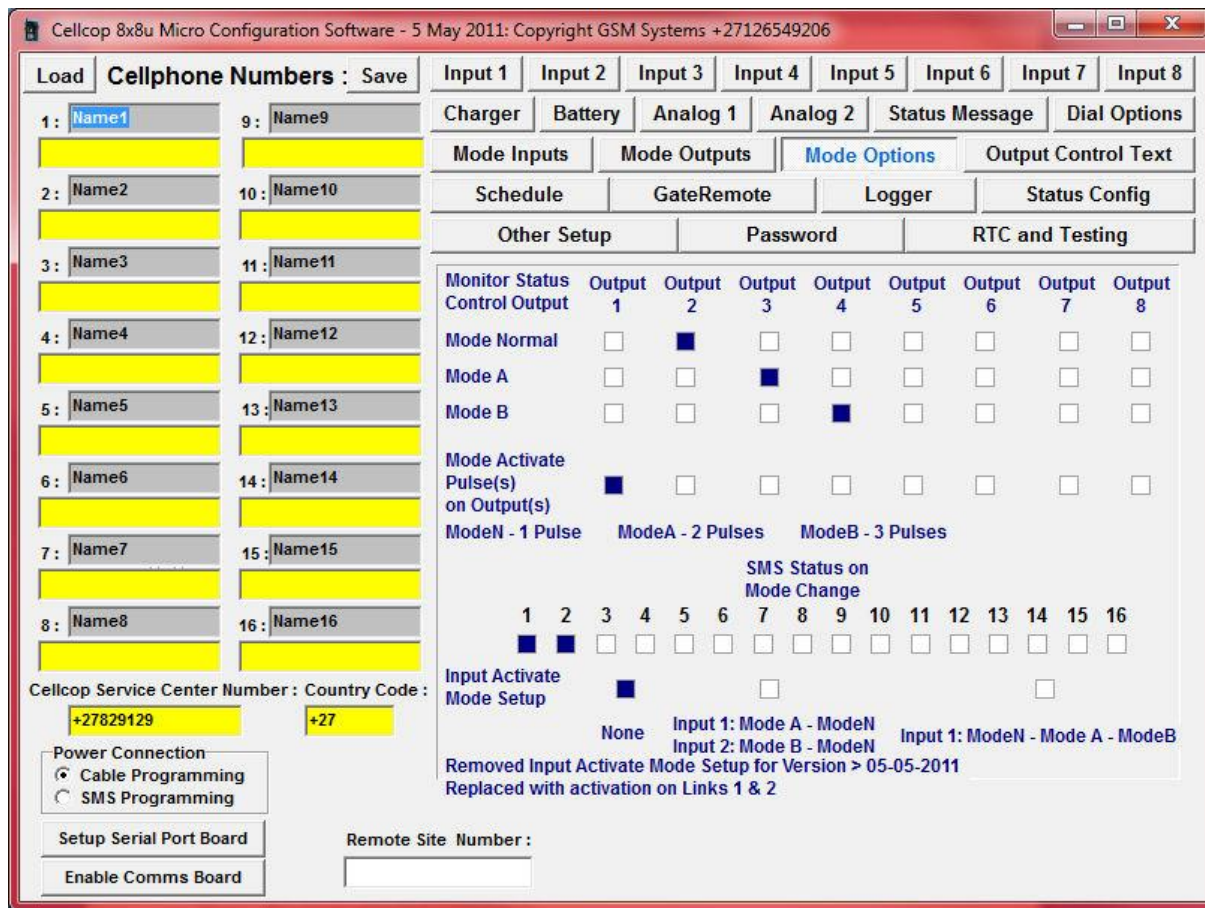 Cellcop 8x8u Micro Configuration Software - 5 May 2011: Copyright GSM Systems +27126549206
Load Cellphone Numbers : Save
1 : Name1
9 : Name9
2 : Name2
10 : Name10
3 : Name3
11 : Name11
4 : Name4
12 : Name12
5 : Name5
13 : Name13
6 : Name6
14 : Name14
7 : Name7
15 : Name15
8 : Name8
16 : Name16
Cellcop Service Center Number : Country Code :
+27829129 +27
Power Connection
Cable Programming
SMS Programming
Setup Serial Port Board
Enable Comms Board
Remote Site Number :
Input 1 Input 2 Input 3 Input 4 Input 5 Input 6 Input 7 Input 8
Charger Battery Analog 1 Analog 2 Status Message Dial Options
Mode Inputs Mode Outputs Mode Options Output Control Text
Schedule GateRemote Logger Status Config
Other Setup Password RTC and Testing
Monitor Status Output Output Output Output Output Output Output Output
Control Output 1 2 3 4 5 6 7 8
Mode Normal
Mode A
Mode B
Mode Activate
Pulse(s)
on Output(s)
ModeN - 1 Pulse ModeA - 2 Pulses ModeB - 3 Pulses
SMS Status on
Mode Change
1 2 3 4 5 6 7 8 9 10 11 12 13 14 15 16
Input Activate
Mode Setup
None
Input 1: Mode A - ModeN
Input 2: Mode B - ModeN
Input 1: ModeN - Mode A - ModeB
Removed Input Activate Mode Setup for Version > 05-05-2011
Replaced with activation on Links 1 & 2